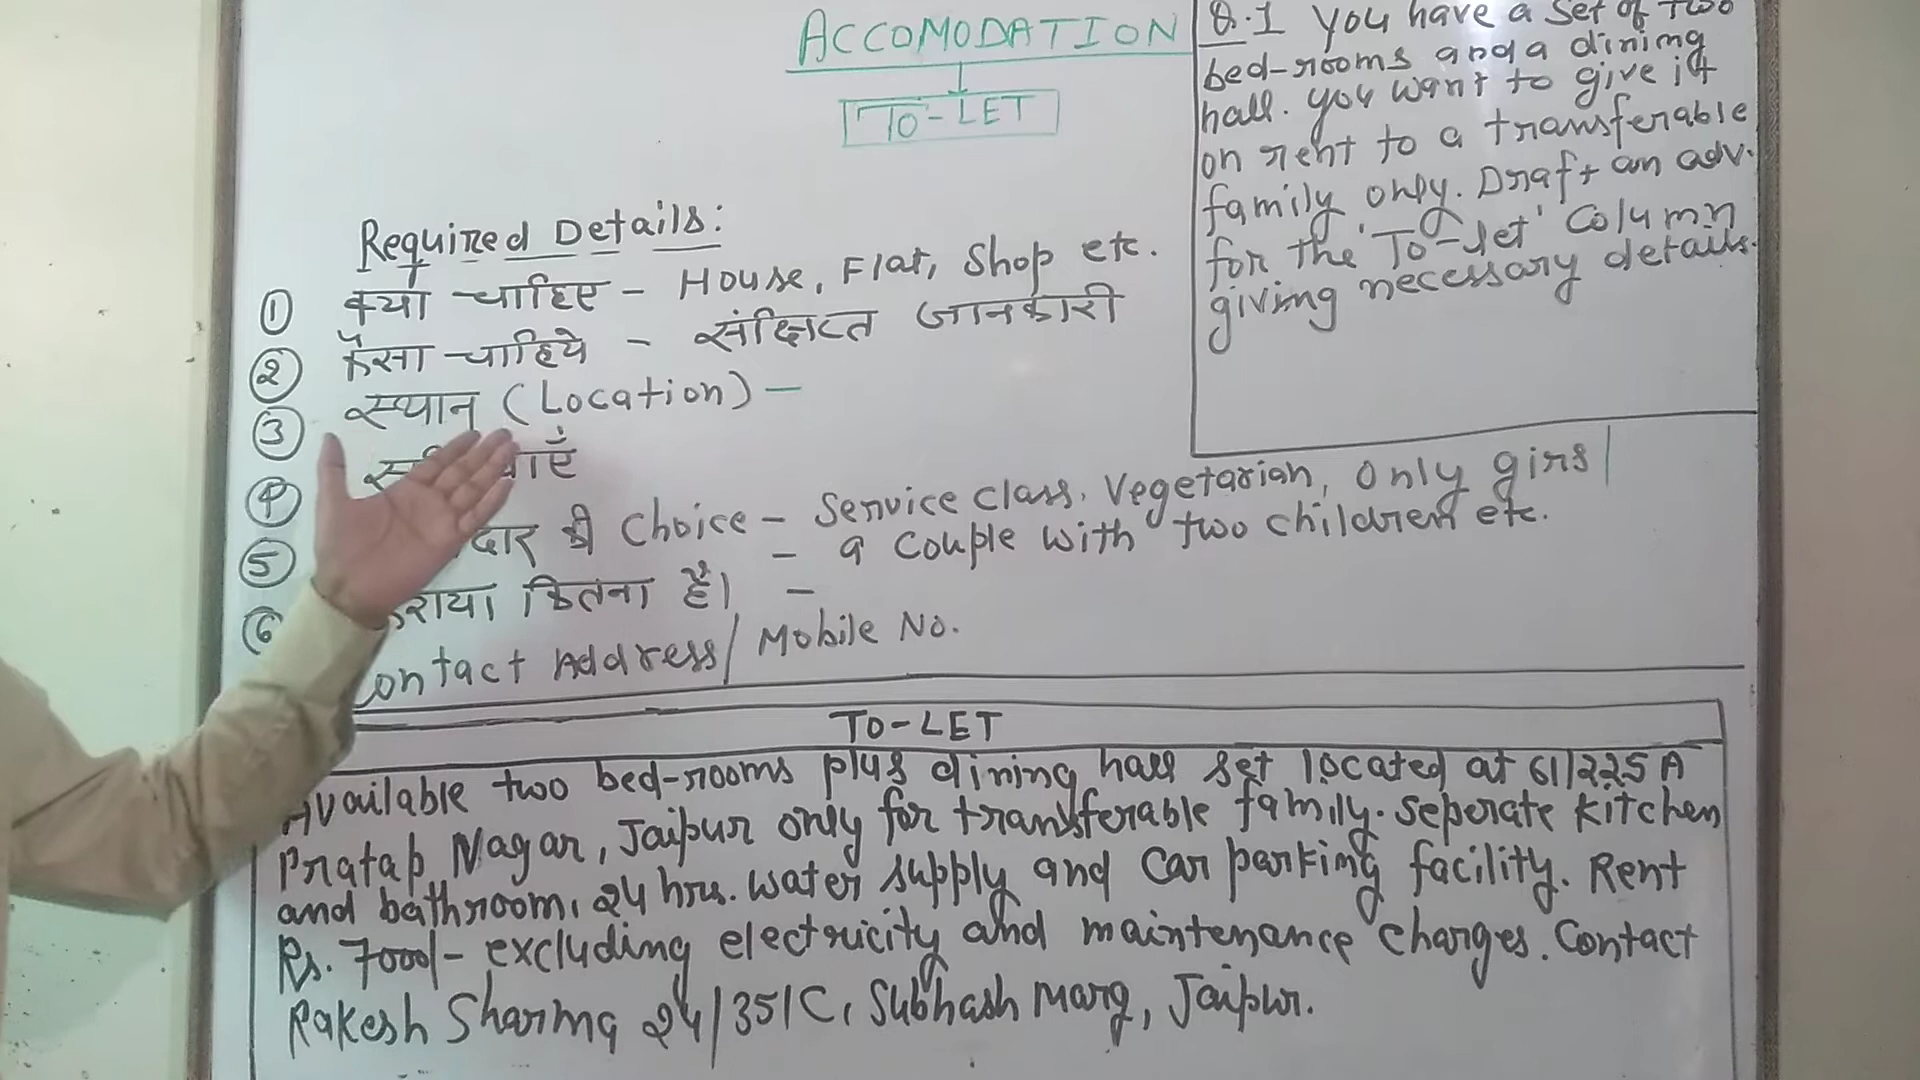 ACCOMODATION
TO-LET
Q.1 You have a set of two
bed-rooms and a dining
hall. You want to give it
on rent to a transferable
family only. Draft an adv.
for the 'To-let' column
giving necessary details.
Required Details:
① क्या चाहिए - House, Flat, Shop etc.
② कैसा चाहिये - संक्षिप्त जानकारी
③ स्थान (Location) -
④
⑤ की Choice - Service class, Vegetarian, Only girs/
- a couple with two children etc.
⑥ कितना है। -
Contact Address/ Mobile No.
TO-LET
Available two bed-rooms plus dining hall set located at 61/225 A
Pratap Nagar, Jaipur only for transferable family. Seperate kitchen
and bathroom, 24 hrs. water supply and car parking facility. Rent
Rs. 7000/- excluding electricity and maintenance charges. Contact
Rakesh Sharma 24/351C, Subhash Marg, Jaipur.